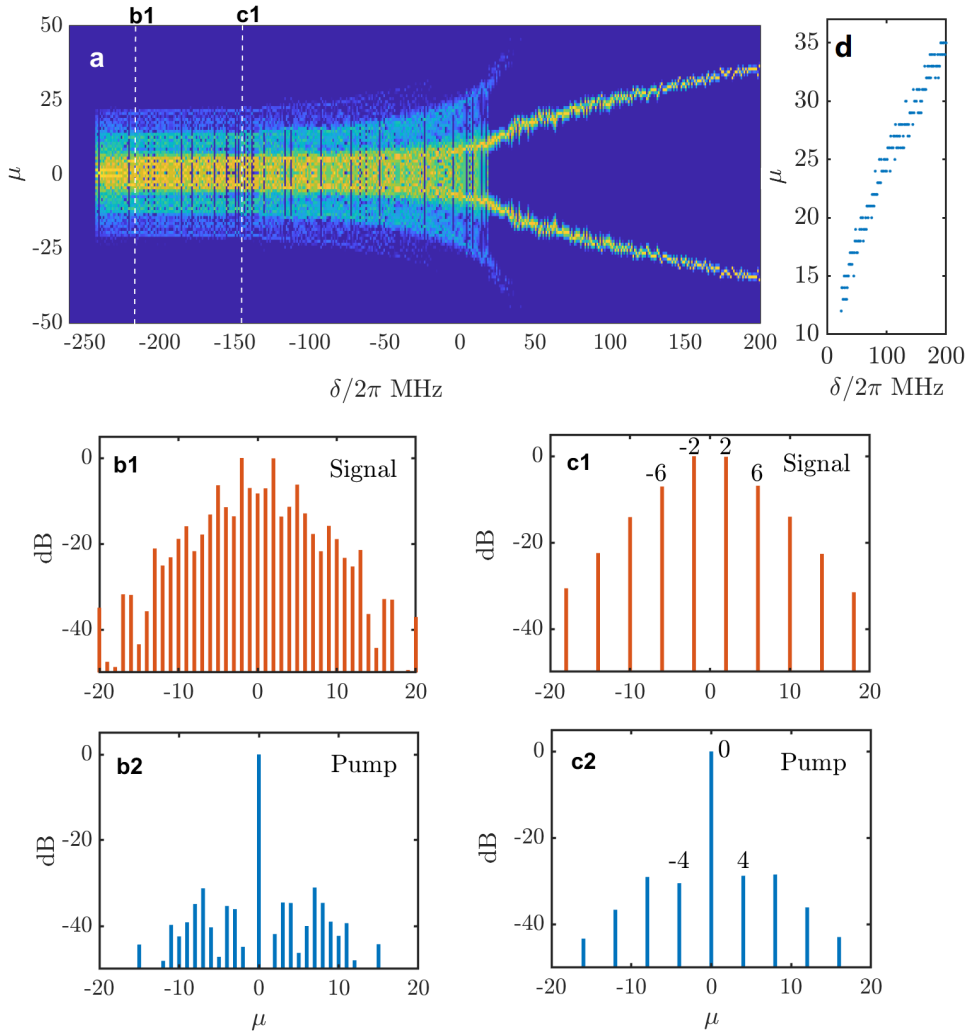 b1 c1
a
50
25
0
-25
-50
μ
-250 -200 -150 -100 -50 0 50 100 150 200
δ/2π MHz
d
35
30
25
20
15
10
μ
0 100 200
δ/2π MHz
b1
Signal
0
-20
-40
dB
-20 -10 0 10 20
c1
Signal
-6 -2 2 6
0
-20
-40
dB
-20 -10 0 10 20
b2
Pump
0
-20
-40
dB
-20 -10 0 10 20
μ
c2
Pump
0
-4 4
0
-20
-40
dB
-20 -10 0 10 20
μ